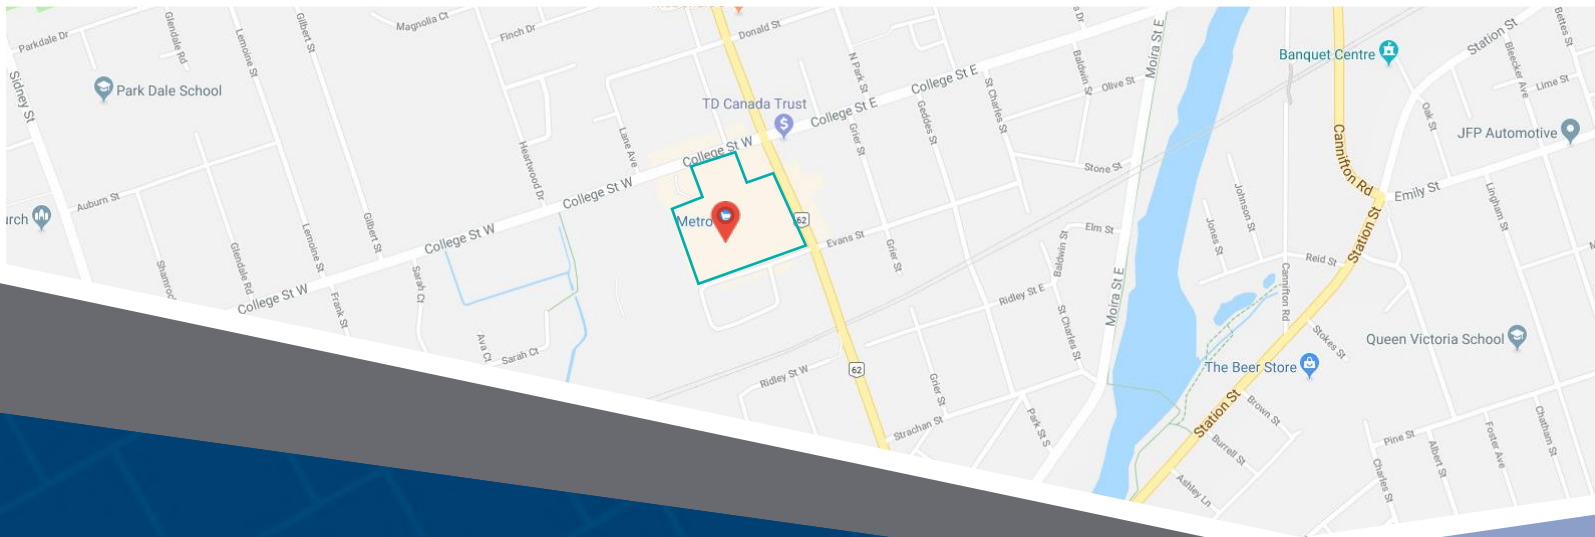 Parkdale Dr
Glendale Rd
Lemoine St
Gilbert St
Magnolia Ct
Finch Dr
Donald St
N Park St
Moira St E
Station St
Bettes St
Bleecker Ave
Lime St
Banquet Centre
Sidney St
Park Dale School
Baldwin St
Olive St
College St E
St Charles St
TD Canada Trust
College St E
Geddes St
Grier St
Oak St
JFP Automotive
Cannifton Rd
Lane Ave
College St W
Heartwood Dr
Stone St
Emily St
College St W
Auburn St
Johnson St
Lingham St
Metro
62
Jones St
Station St
Gilbert St
Lemoine St
College St W
Evans St
Grier St
Elm St
Baldwin St
Reid St
Glendale Rd
Sarah Ct
Cannifton Rd
College St W
Frank St
Ridley St E
Moira St E
St Charles St
Stokes St
Queen Victoria School
Ava Ct
Sarah Ct
62
Ridley St W
The Beer Store
Grier St
Brown St
Station St
Park St S
Strachan St
Chatham St
Foster Ave
Pine St
Albert St
Burrell St
Charles St
Ashley Ln